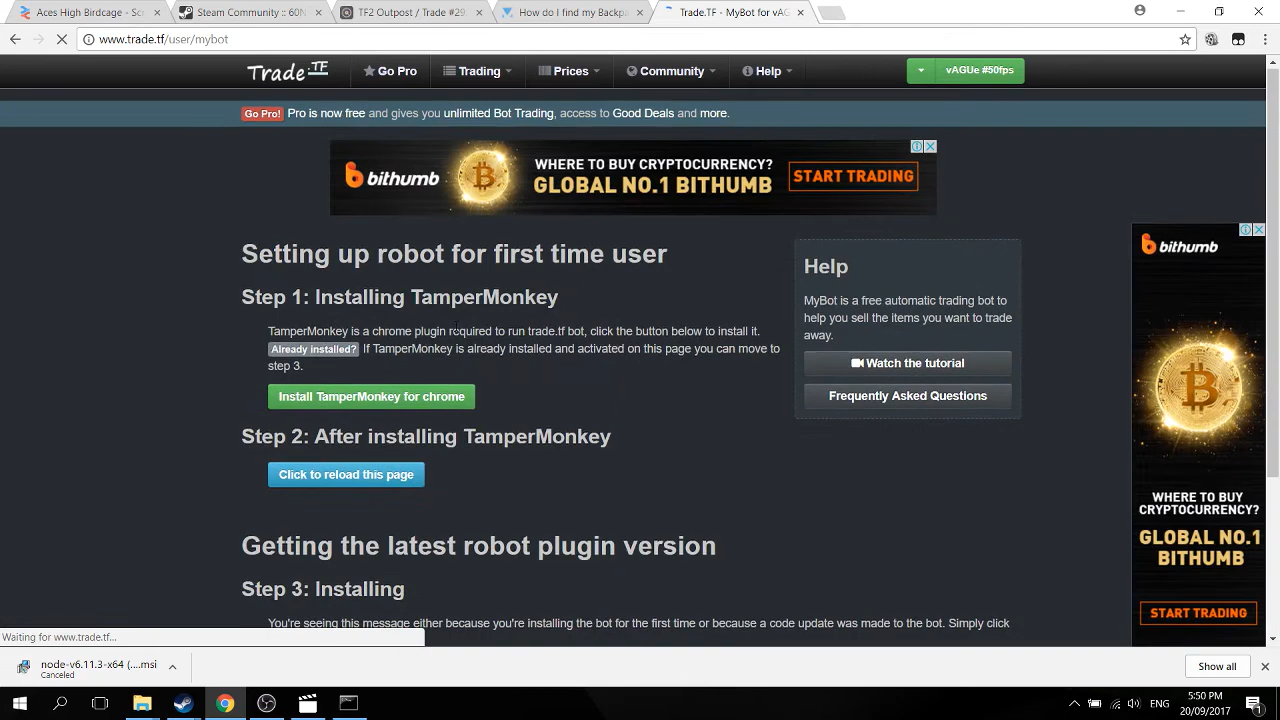 Aces High Birdcage - Sc
Steam Community :: 60N
TF2 Outpost / Trade #29
How do I find my Backp
Trade.TF - MyBot for vAG
www.trade.tf/user/mybot
Trade.TF
Go Pro
Trading
Prices
Community
Help
vAGUe #50fps
Go Pro! Pro is now free and gives you unlimited Bot Trading, access to Good Deals and more.
bithumb
WHERE TO BUY CRYPTOCURRENCY?
GLOBAL NO.1 BITHUMB
START TRADING
Setting up robot for first time user
Step 1: Installing TamperMonkey
TamperMonkey is a chrome plugin required to run trade.tf bot, click the button below to install it.
Already installed? If TamperMonkey is already installed and activated on this page you can move to
step 3.
Install TamperMonkey for chrome
Step 2: After installing TamperMonkey
Click to reload this page
Getting the latest robot plugin version
Step 3: Installing
You're seeing this message either because you're installing the bot for the first time or because a code update was made to the bot. Simply click
Help
MyBot is a free automatic trading bot to
help you sell the items you want to trade
away.
Watch the tutorial
Frequently Asked Questions
bithumb
WHERE TO BUY
CRYPTOCURRENCY?
GLOBAL NO.1
BITHUMB
START TRADING
Waiting for www.trade.tf...
node-v6.11.3-x64 (....msi
Canceled
Show all
ENG
5:50 PM
20/09/2017
1